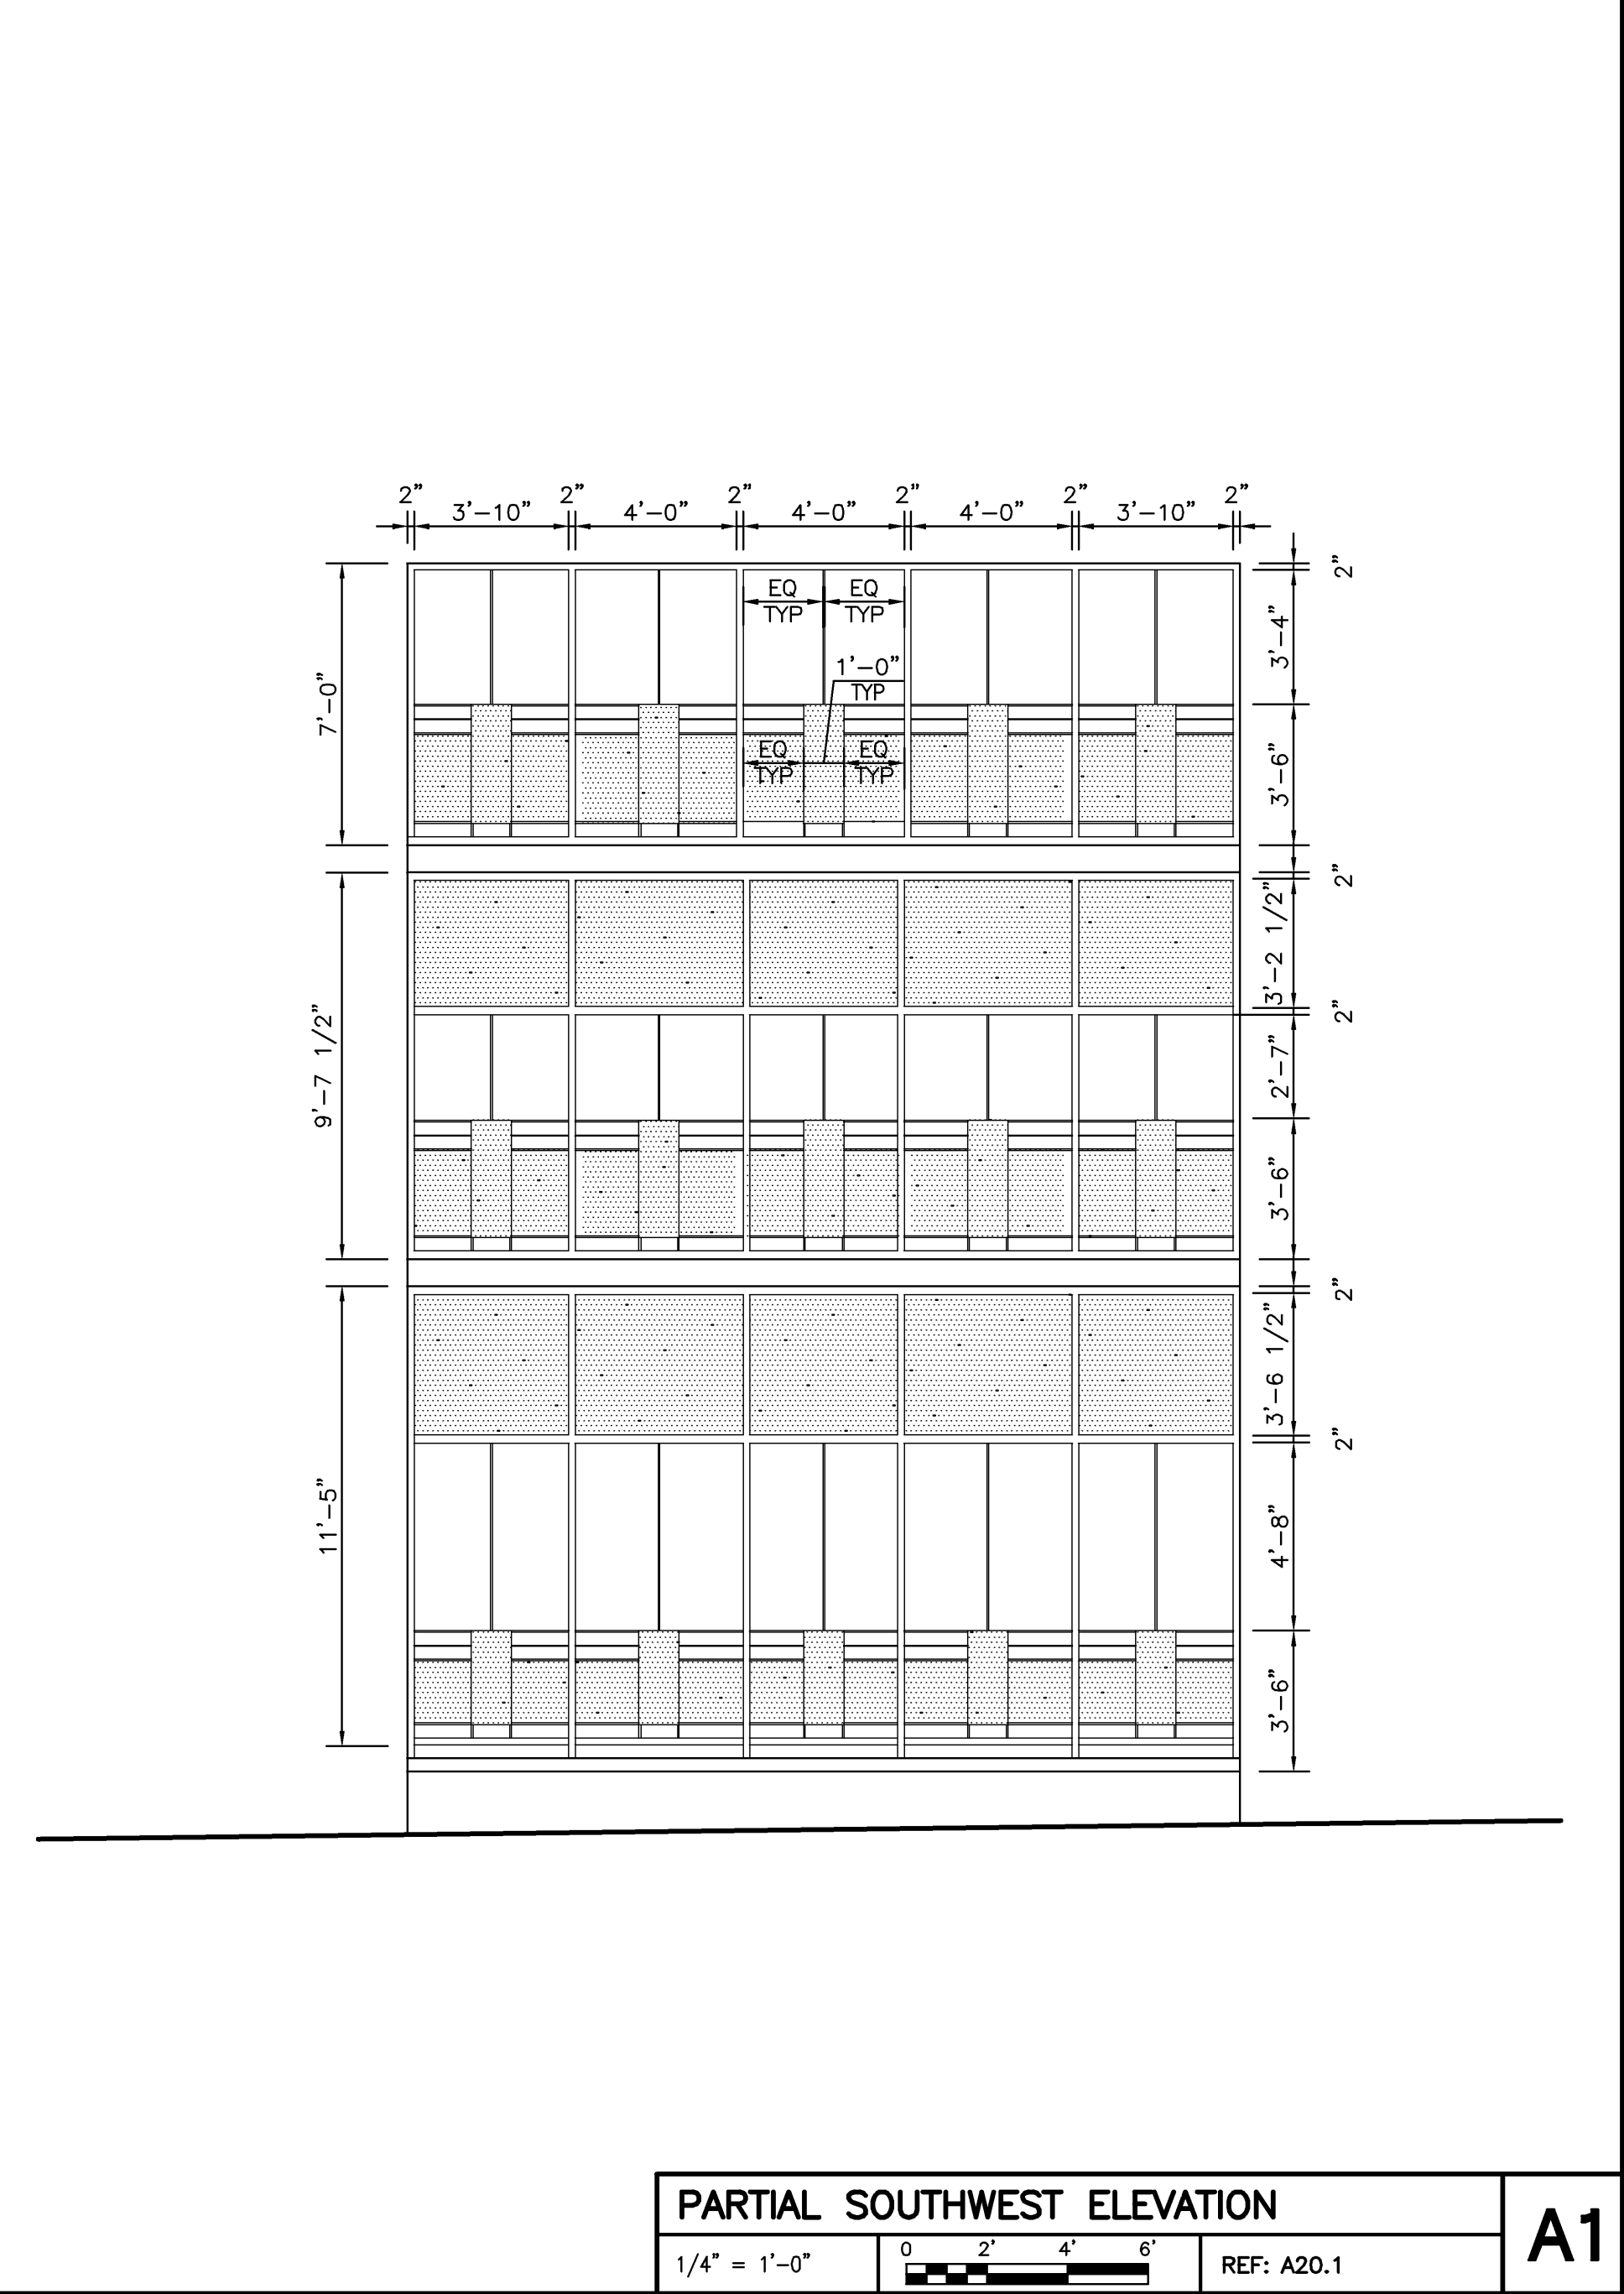 2" 2" 2" 2" 2" 2"
3'-10" 4'-0" 4'-0" 4'-0" 3'-10"
2"
EQ EQ
TYP TYP
3'-4"
1'-0"
TYP
7'-0"
EQ EQ
TYP TYP
3'-6"
2"
3'-2 1/2"
2"
9'-7 1/2"
2'-7"
3'-6"
2"
3'-6 1/2"
2"
11'-5"
4'-8"
3'-6"
PARTIAL SOUTHWEST ELEVATION
A1
1/4" = 1'-0"
0 2' 4' 6'
REF: A20.1